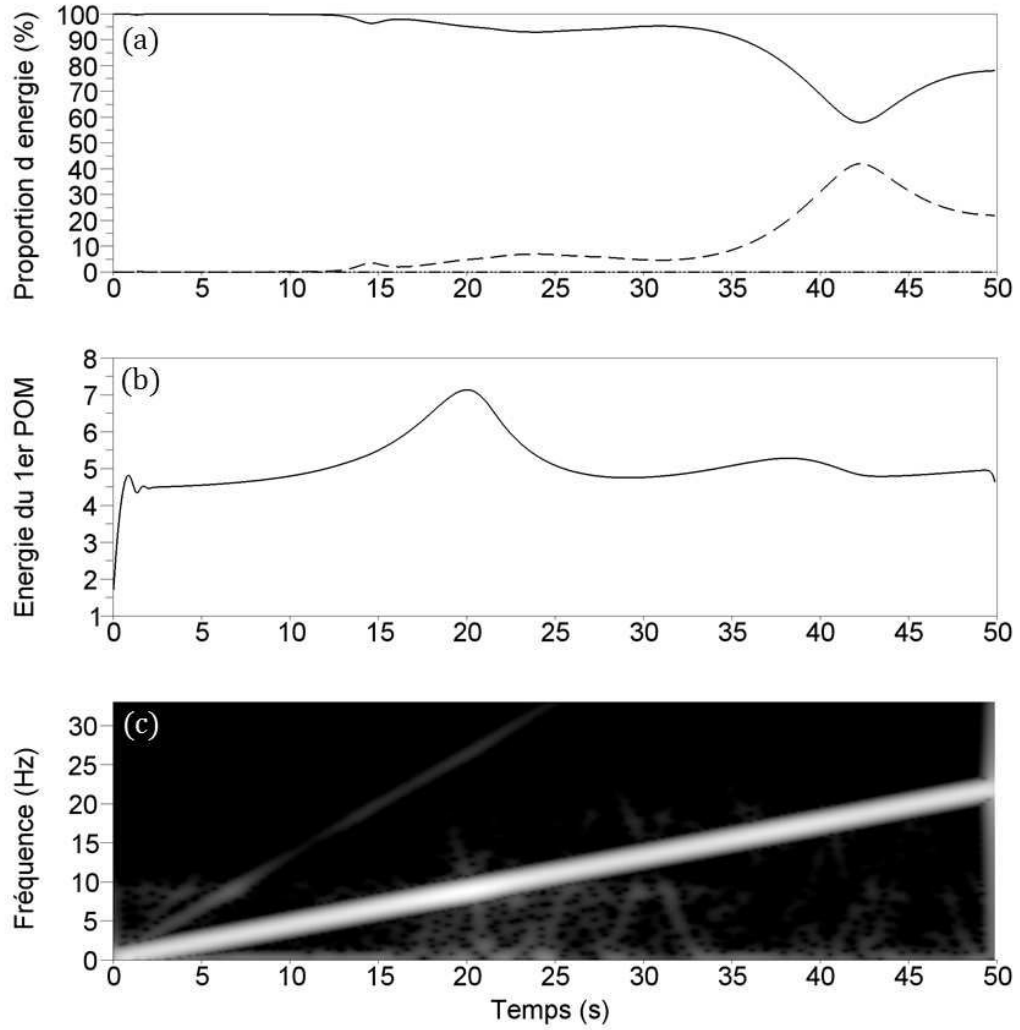 (a)
Proportion d energie (%)
100
90
80
70
60
50
40
30
20
10
0
0 5 10 15 20 25 30 35 40 45 50
(b)
Energie du 1er POM
8
7
6
5
4
3
2
1
0 5 10 15 20 25 30 35 40 45 50
(c)
Fréquence (Hz)
30
25
20
15
10
5
0
0 5 10 15 20 25 30 35 40 45 50
Temps (s)